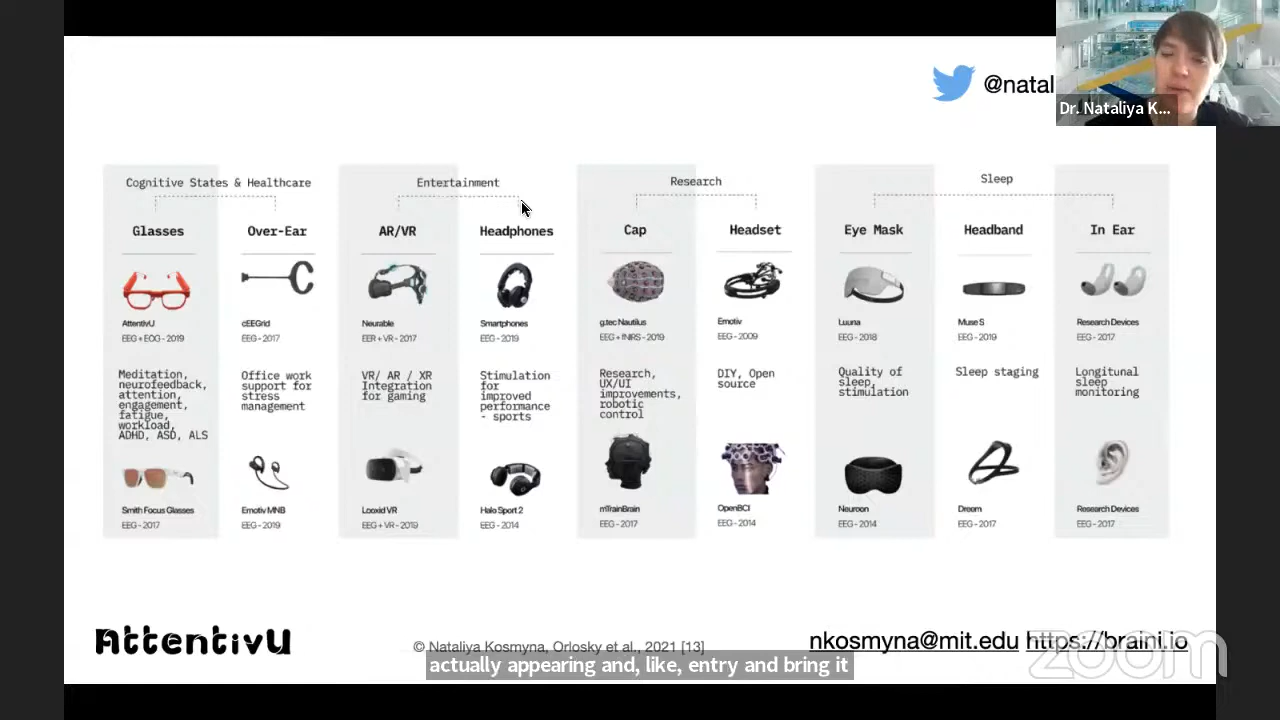 @natal
Dr. Nataliya K...
Cognitive States & Healthcare
Entertainment
Research
Sleep
Glasses
Over-Ear
AR/VR
Headphones
Cap
Headset
Eye Mask
Headband
In Ear
AttentivU
EEG + EOG - 2019
cEEGrid
EEG - 2017
Neurable
EER + VR - 2017
Smartphones
EEG - 2019
g.tec Nautilus
EEG + fNIRS - 2019
Emotiv
EEG - 2009
Luuna
EEG - 2018
Muse S
EEG - 2019
Research Devices
EEG - 2017
Meditation,
neurofeedback,
attention,
engagement,
fatigue,
workload,
ADHD, ASD, ALS
Office work
support for
stress
management
VR/ AR / XR
Integration
for gaming
Stimulation
for
improved
performance
- sports
Research,
UX/UI
improvements,
robotic
control
DIY, Open
source
Quality of
sleep,
stimulation
Sleep staging
Longitunal
sleep
monitoring
Smith Focus Glasses
EEG - 2017
Emotiv MN8
EEG - 2019
Looxid VR
EEG + VR - 2019
Halo Sport 2
EEG - 2014
mTrainBrain
EEG - 2017
OpenBCI
EEG - 2014
Neuroon
EEG - 2014
Dreem
EEG - 2017
Research Devices
EEG - 2017
AttentivU
© Nataliya Kosmyna, Orlosky et al., 2021 [13]
nkosmyna@mit.edu https://braini.io
actually appearing and, like, entry and bring it
zoom